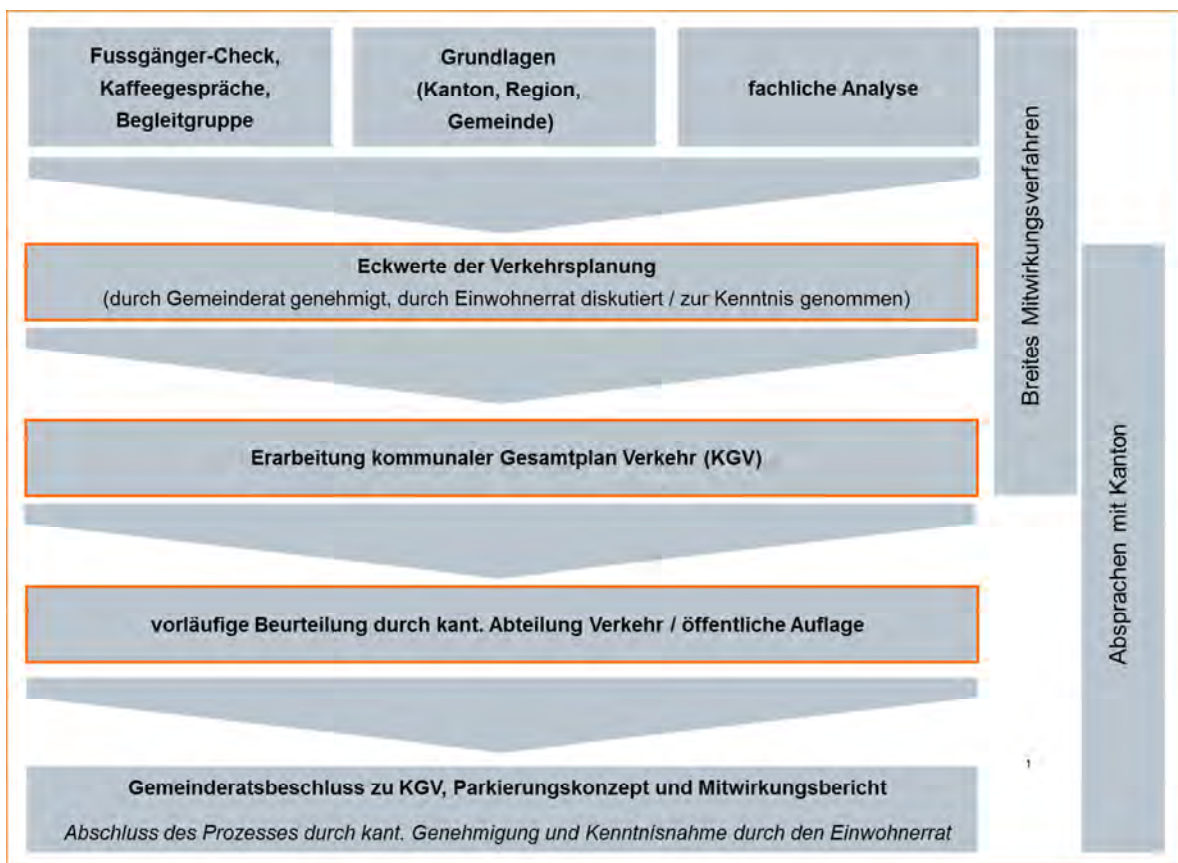 Fussgänger-Check,
Kaffeegespräche,
Begleitgruppe
Grundlagen
(Kanton, Region,
Gemeinde)
fachliche Analyse
Breites Mitwirkungsverfahren
Absprachen mit Kanton
Eckwerte der Verkehrsplanung
(durch Gemeinderat genehmigt, durch Einwohnerrat diskutiert / zur Kenntnis genommen)
Erarbeitung kommunaler Gesamtplan Verkehr (KGV)
vorläufige Beurteilung durch kant. Abteilung Verkehr / öffentliche Auflage
1
Gemeinderatsbeschluss zu KGV, Parkierungskonzept und Mitwirkungsbericht
Abschluss des Prozesses durch kant. Genehmigung und Kenntnisnahme durch den Einwohnerrat